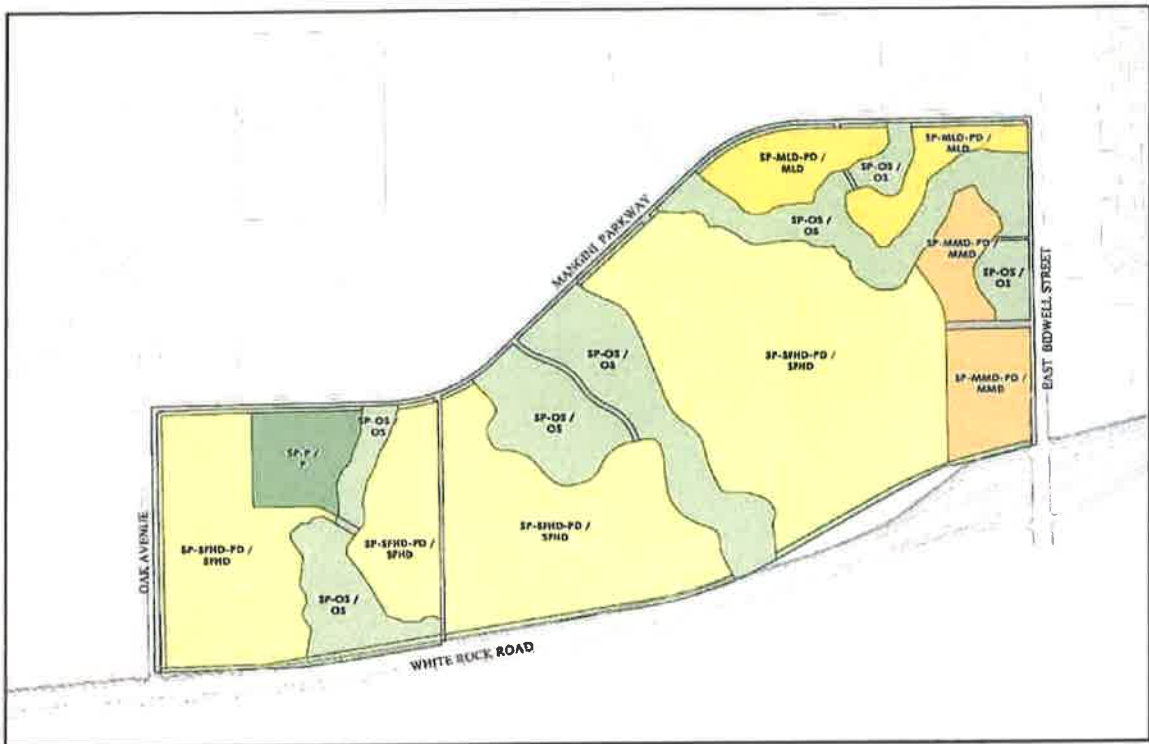 SP-MLD-PD /
MLD
SP-OS /
OS
SP-MLD-PD /
MLD
SP-OS /
OS
MANGINI PARKWAY
SP-MMD-PD /
MMD
SP-OS /
OS
EAST BIDWELL STREET
SP-OS /
OS
SP-SFHD-PD /
SFHD
SP-MMD-PD /
MMD
SP-OS /
OS
SP-OS /
OS
SP-P /
P
OAK AVENUE
SP-SFHD-PD /
SFHD
SP-SFHD-PD /
SFHD
SP-SFHD-PD /
SFHD
SP-OS /
OS
WHITE ROCK ROAD